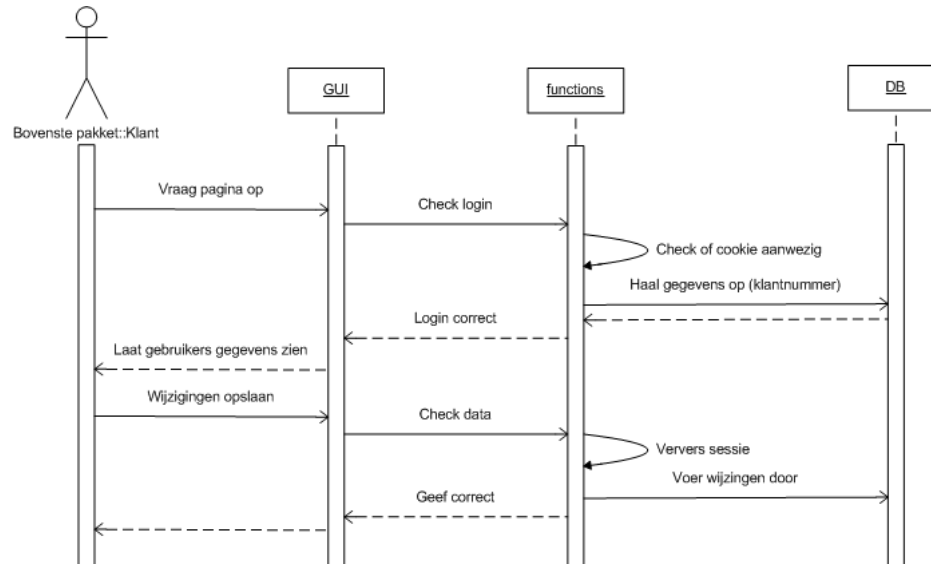 GUI
functions
DB
Bovenste pakket::Klant
Vraag pagina op
Check login
Check of cookie aanwezig
Haal gegevens op (klantnummer)
Login correct
Laat gebruikers gegevens zien
Wijzigingen opslaan
Check data
Ververs sessie
Voer wijzingen door
Geef correct